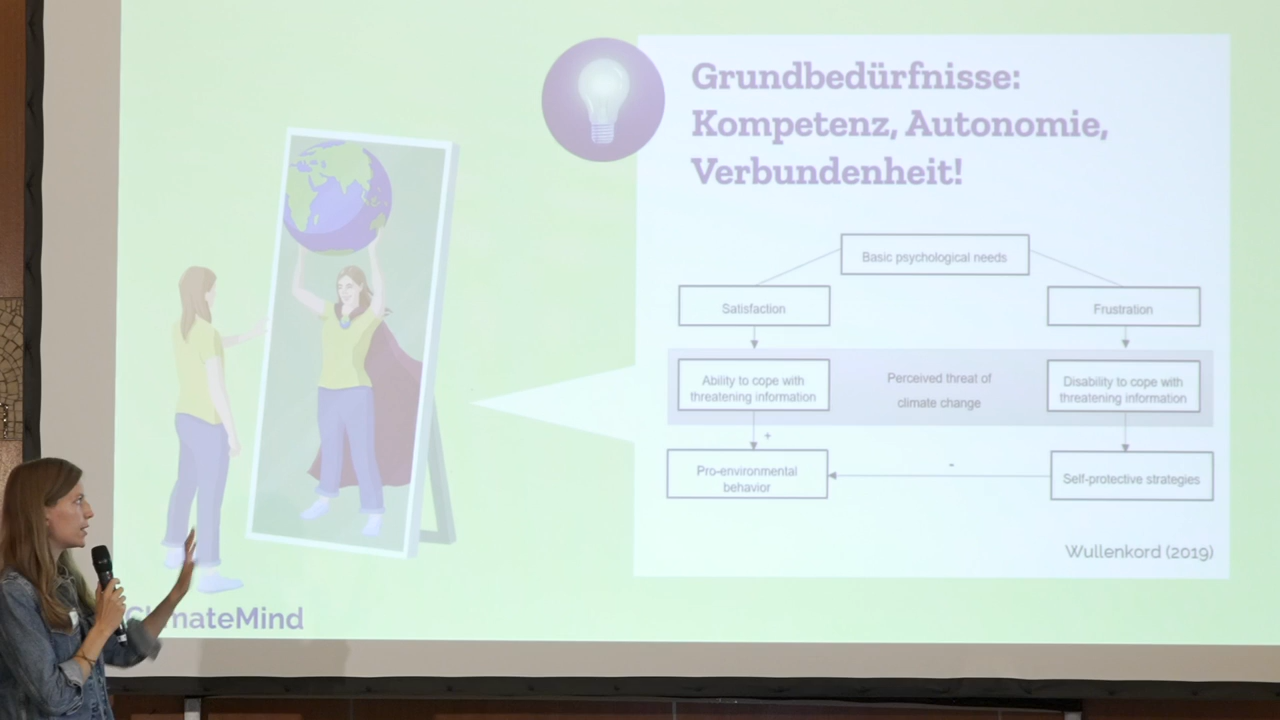 Grundbedürfnisse:
Kompetenz, Autonomie,
Verbundenheit!
Basic psychological needs
Satisfaction
Frustration
Ability to cope with
threatening information
Perceived threat of
climate change
Disability to cope with
threatening information
+
Pro-environmental
behavior
-
Self-protective strategies
Wullenkord (2019)
ClimateMind